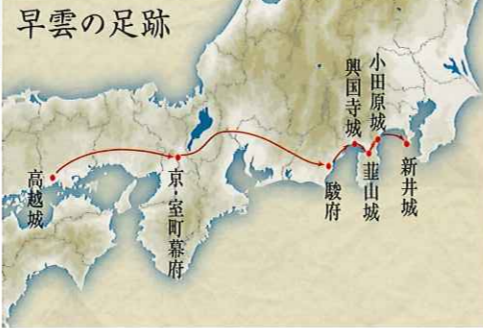 早雲の足跡
高越城
京・室町幕府
駿府
興国寺城
韮山城
小田原城
新井城